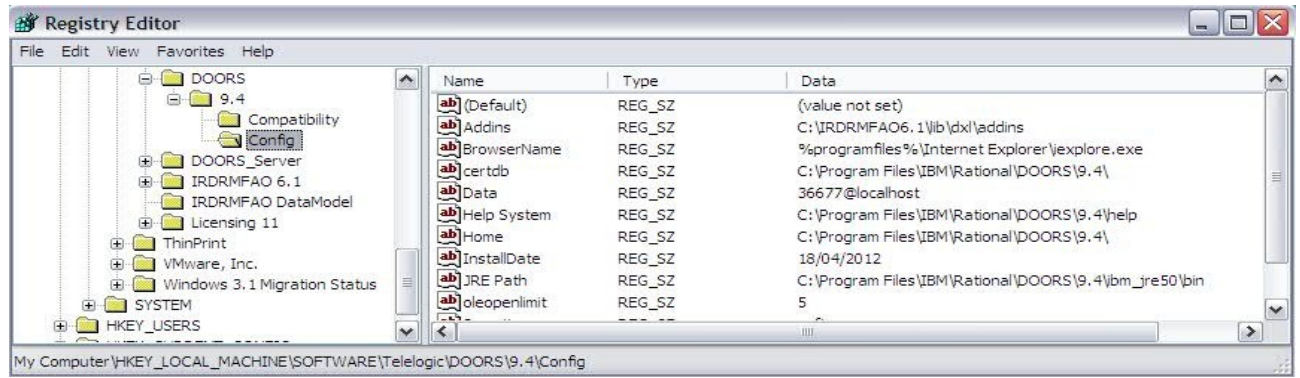 Registry Editor
File Edit View Favorites Help
DOORS
9.4
Compatibility
Config
DOORS_Server
IRDRMFAO 6.1
IRDRMFAO DataModel
Licensing 11
ThinPrint
VMware, Inc.
Windows 3.1 Migration Status
SYSTEM
HKEY_USERS
Name Type Data
(Default) REG_SZ (value not set)
Addins REG_SZ C:\IRDRMFAO6.1\lib\dxl\addins
BrowserName REG_SZ %programfiles%\Internet Explorer\iexplore.exe
certdb REG_SZ C:\Program Files\IBM\Rational\DOORS\9.4\
Data REG_SZ 36677@localhost
Help System REG_SZ C:\Program Files\IBM\Rational\DOORS\9.4\help
Home REG_SZ C:\Program Files\IBM\Rational\DOORS\9.4\
InstallDate REG_SZ 18/04/2012
JRE Path REG_SZ C:\Program Files\IBM\Rational\DOORS\9.4\ibm_jre50\bin
oleopenlimit REG_SZ 5
My Computer\HKEY_LOCAL_MACHINE\SOFTWARE\Telelogic\DOORS\9.4\Config